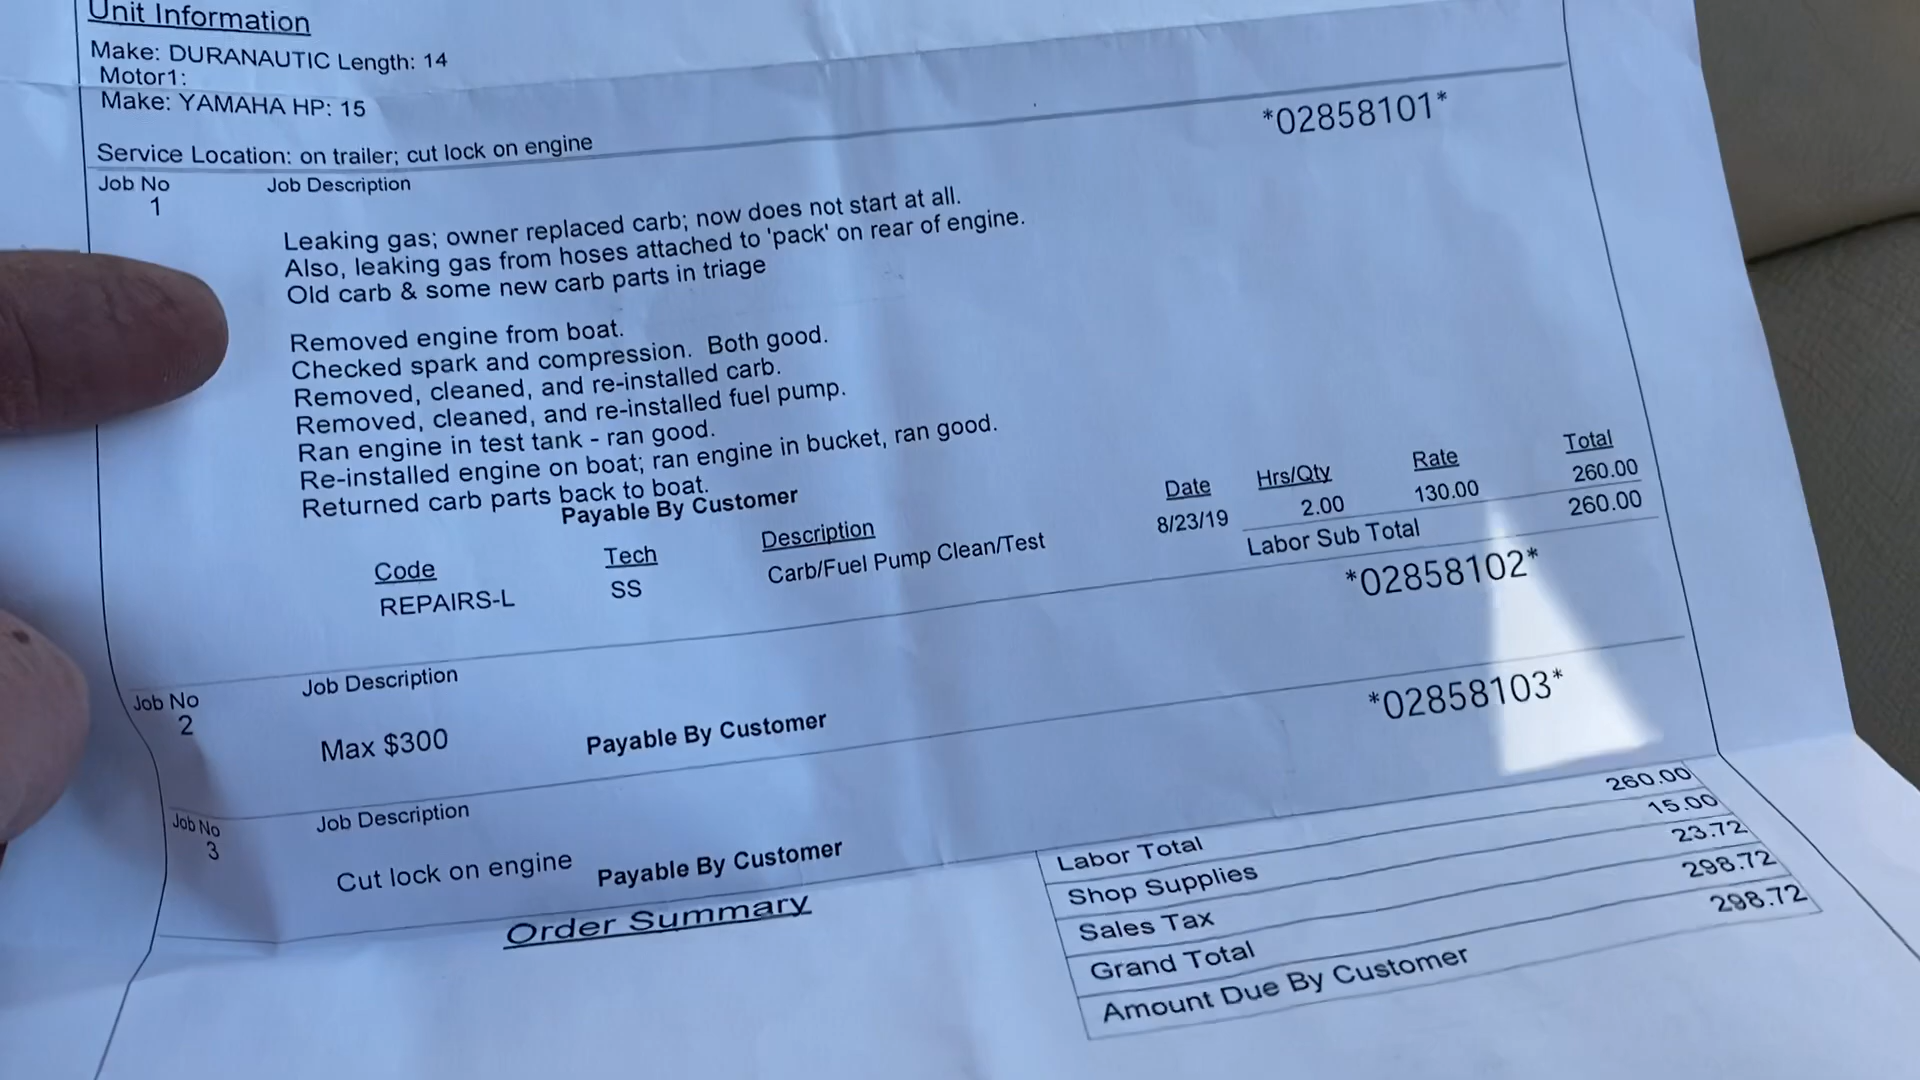 Unit Information
Make: DURANAUTIC Length: 14
Motor1:
Make: YAMAHA HP: 15
*02858101*
Service Location: on trailer; cut lock on engine
Job No Job Description
1
Leaking gas; owner replaced carb; now does not start at all.
Also, leaking gas from hoses attached to 'pack' on rear of engine.
Old carb & some new carb parts in triage
Removed engine from boat.
Checked spark and compression. Both good.
Removed, cleaned, and re-installed carb.
Removed, cleaned, and re-installed fuel pump.
Ran engine in test tank - ran good.
Re-installed engine on boat; ran engine in bucket, ran good.
Returned carb parts back to boat.
Payable By Customer
Code Tech Description Date Hrs/Qty Rate Total
REPAIRS-L SS Carb/Fuel Pump Clean/Test 8/23/19 2.00 130.00 260.00
Labor Sub Total 260.00
*02858102*
Job No Job Description
2
Max $300 Payable By Customer
*02858103*
Job No Job Description
3
Cut lock on engine Payable By Customer
Order Summary
Labor Total 260.00
Shop Supplies 15.00
Sales Tax 23.72
Grand Total 298.72
Amount Due By Customer 298.72